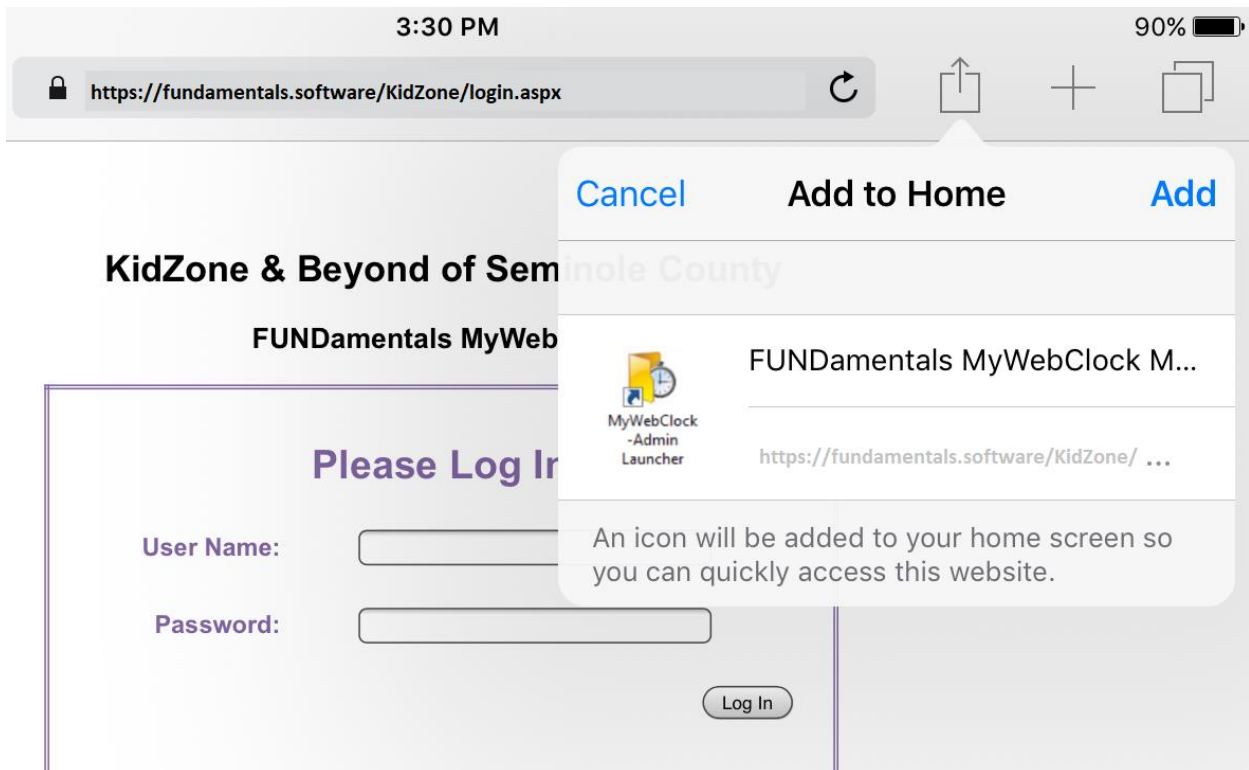 3:30 PM
90%
https://fundamentals.software/KidZone/login.aspx
Cancel
Add to Home
Add
KidZone & Beyond of Seminole County
FUNDamentals MyWeb
FUNDamentals MyWebClock M...
MyWebClock
-Admin
Launcher
https://fundamentals.software/KidZone/ ...
Please Log In
An icon will be added to your home screen so
you can quickly access this website.
User Name:
Password:
Log In